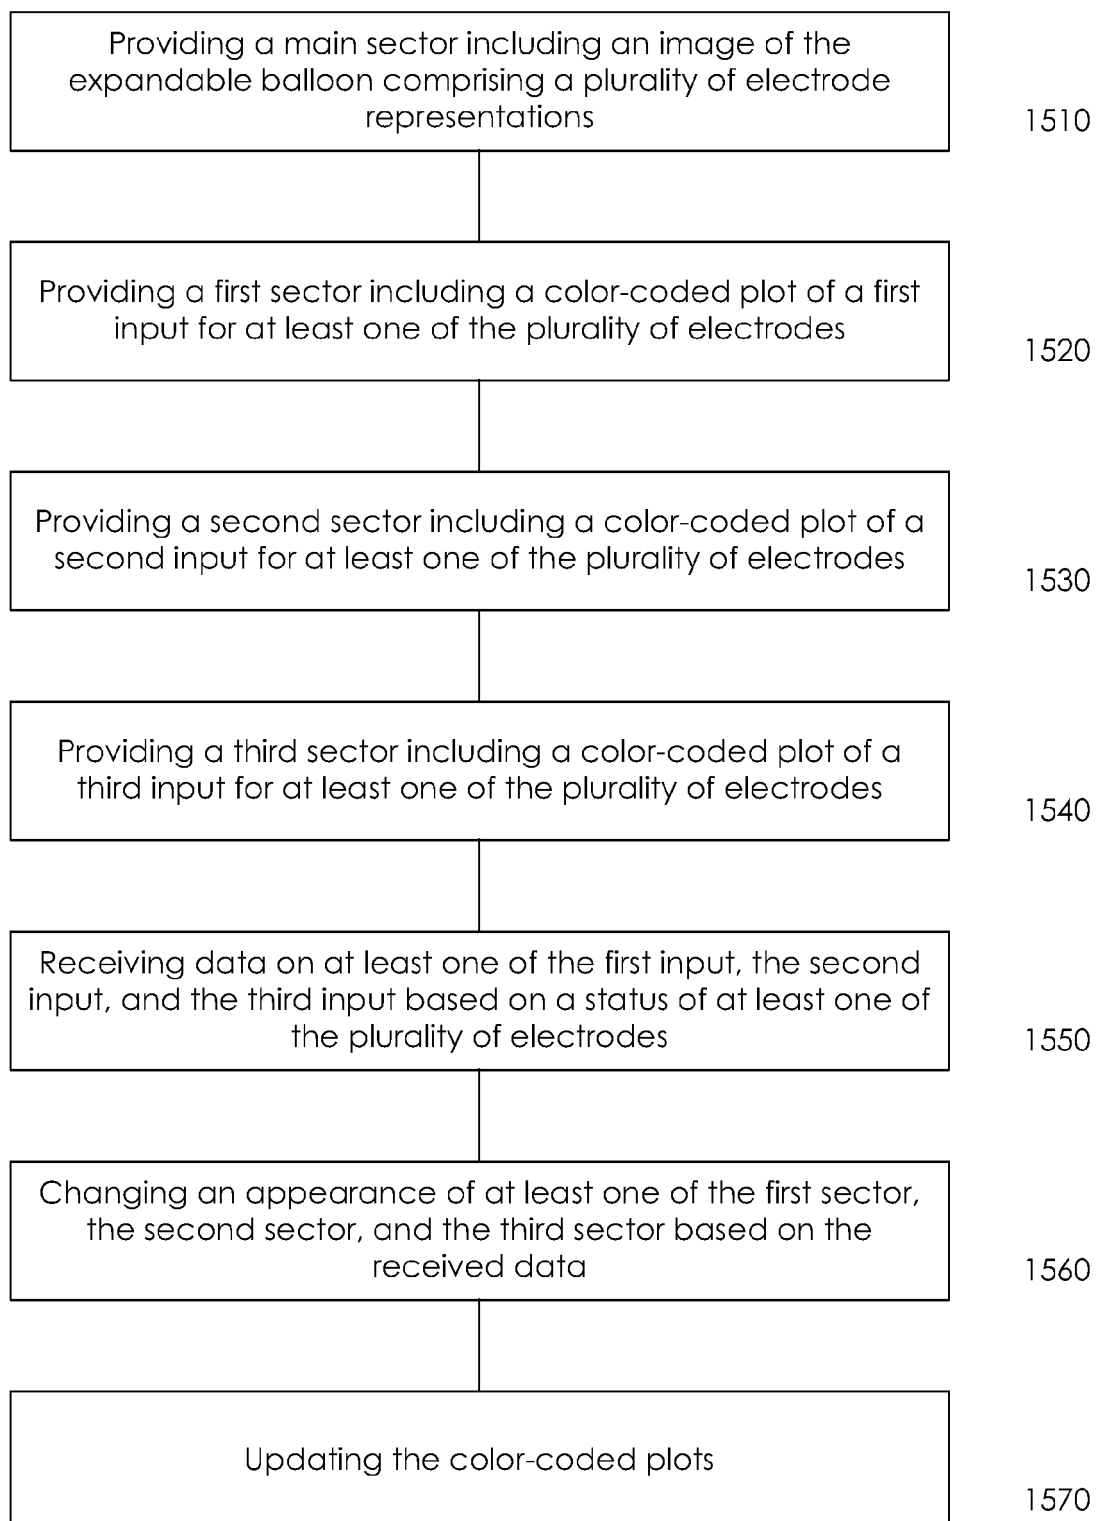 Providing a main sector including an image of the
expandable balloon comprising a plurality of electrode
representations
1510
Providing a first sector including a color-coded plot of a first
input for at least one of the plurality of electrodes
1520
Providing a second sector including a color-coded plot of a
second input for at least one of the plurality of electrodes
1530
Providing a third sector including a color-coded plot of a
third input for at least one of the plurality of electrodes
1540
Receiving data on at least one of the first input, the second
input, and the third input based on a status of at least one of
the plurality of electrodes
1550
Changing an appearance of at least one of the first sector,
the second sector, and the third sector based on the
received data
1560
Updating the color-coded plots
1570